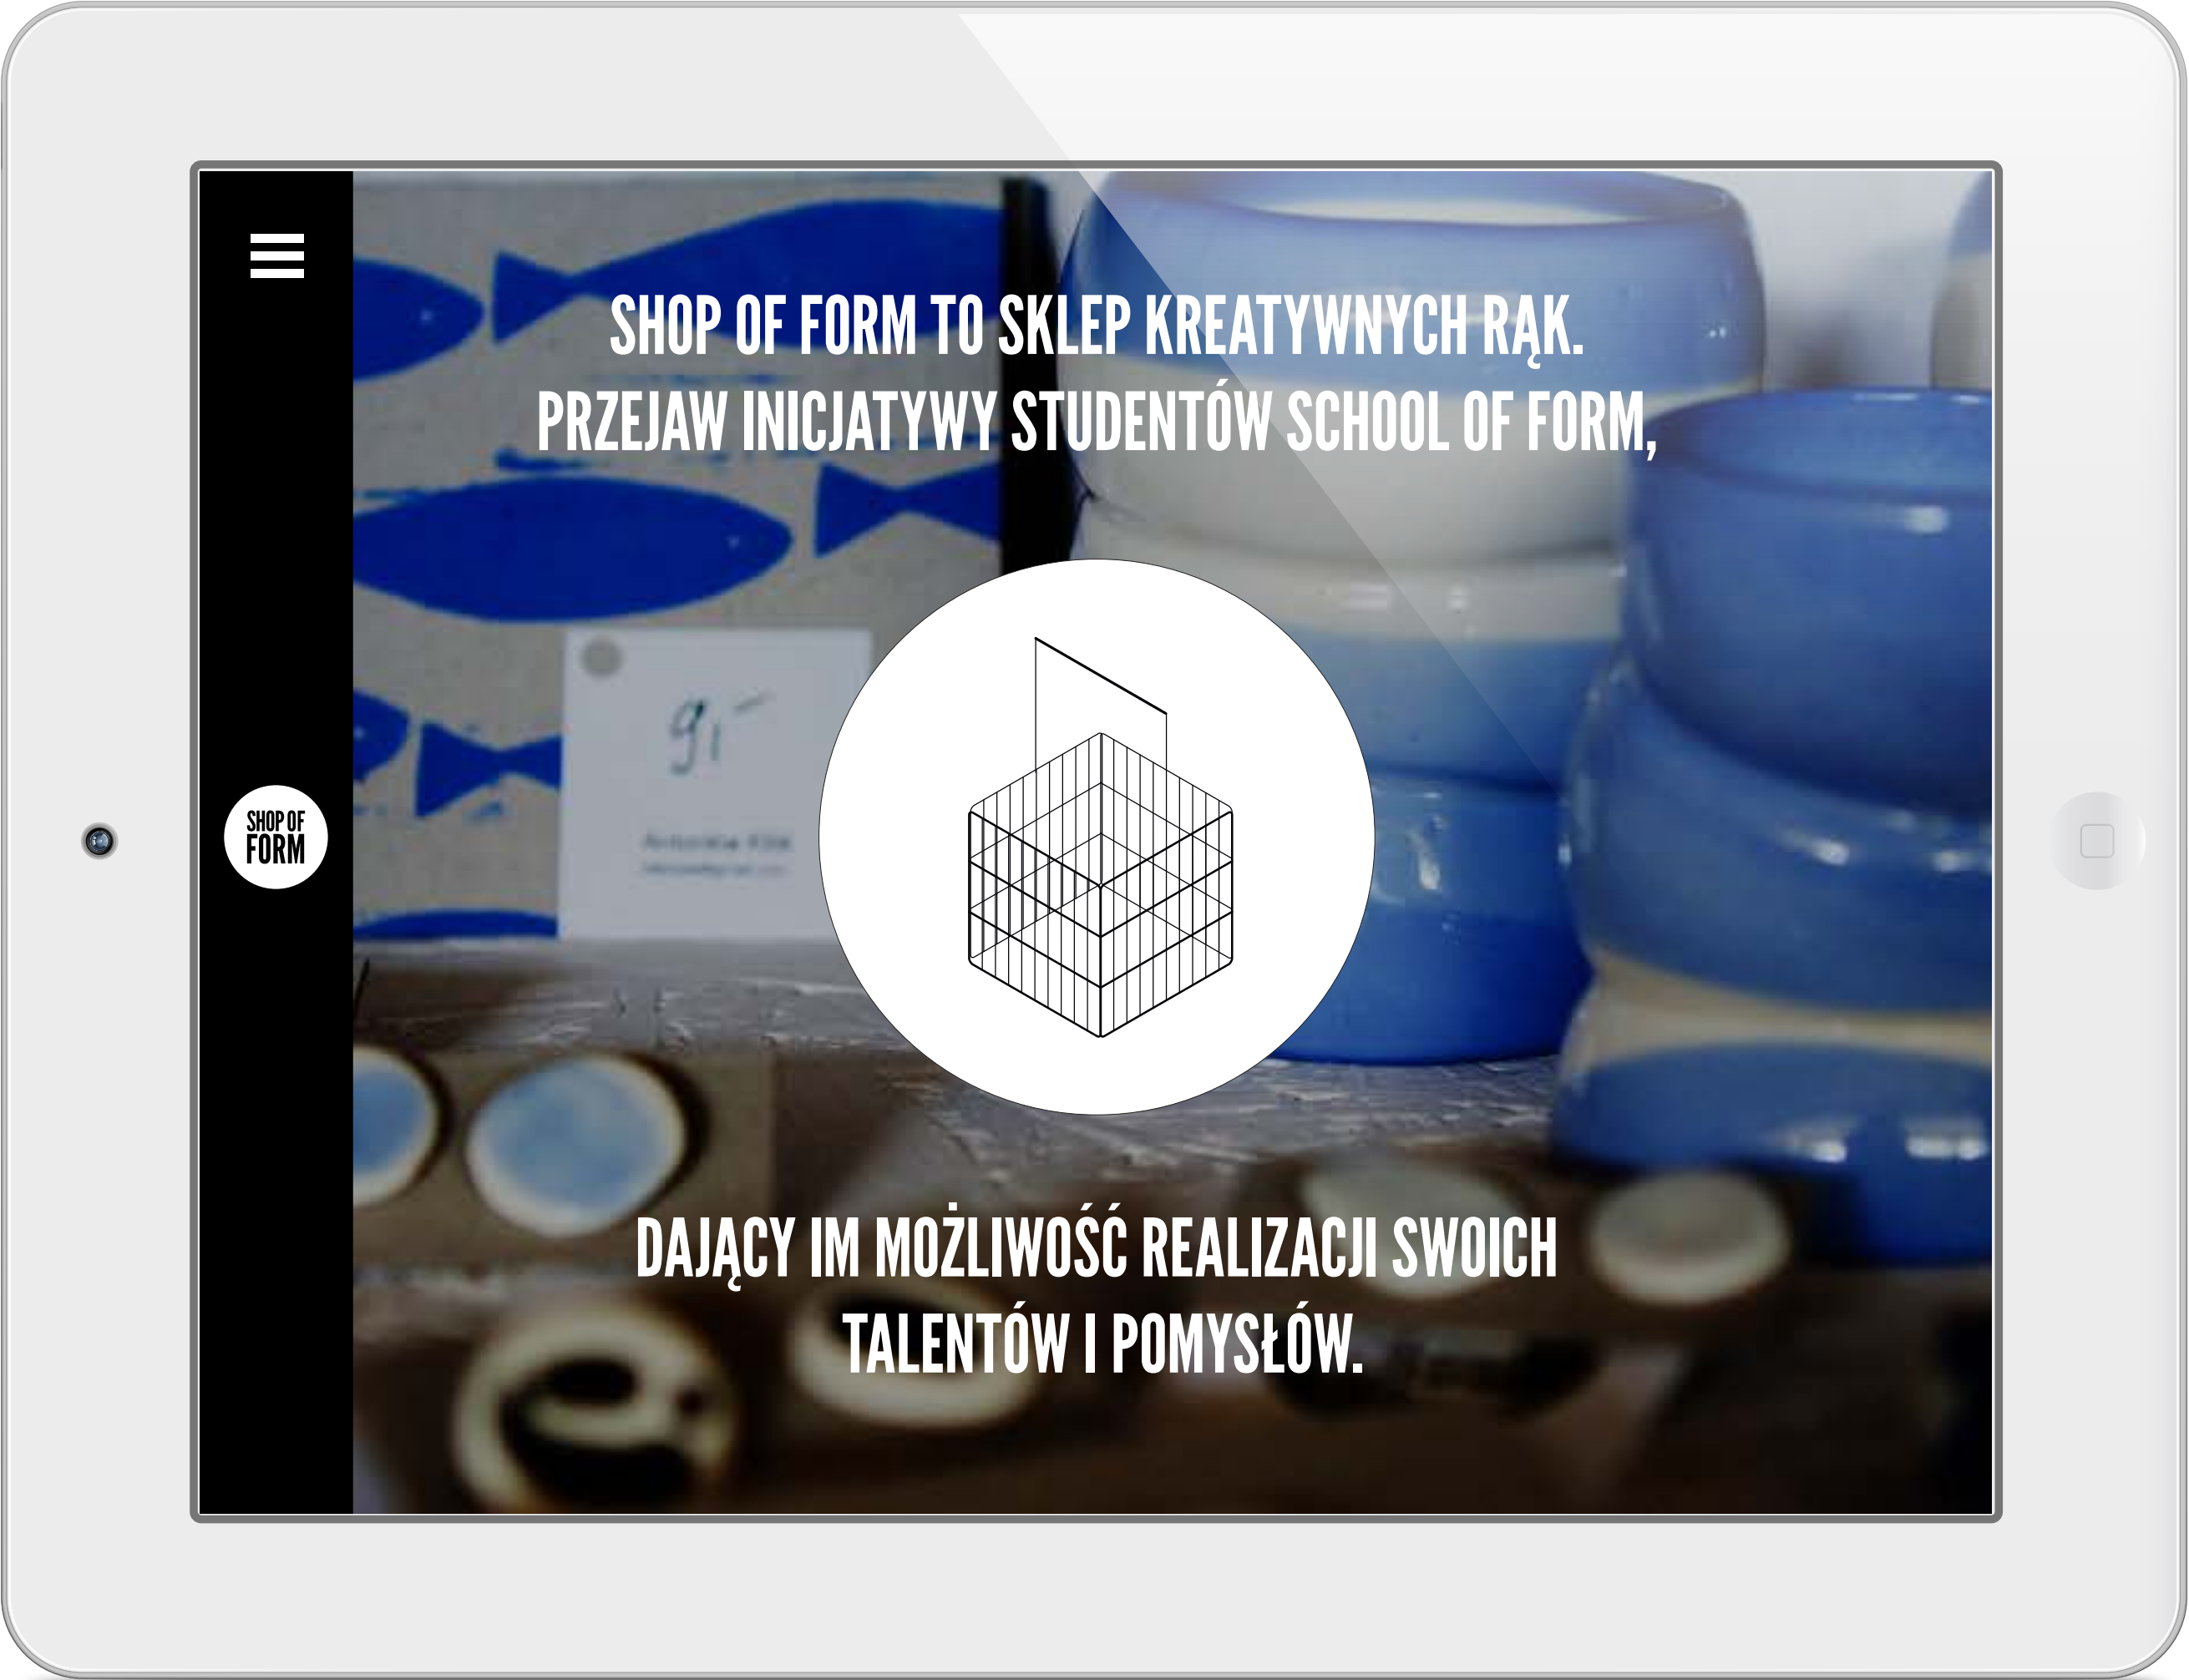 SHOP OF FORM TO SKLEP KREATYWNYCH RĄK.
PRZEJAW INICJATYWY STUDENTÓW SCHOOL OF FORM,
SHOP OF
FORM
DAJĄCY IM MOŻLIWOŚĆ REALIZACJI SWOICH
TALENTÓW I POMYSŁÓW.